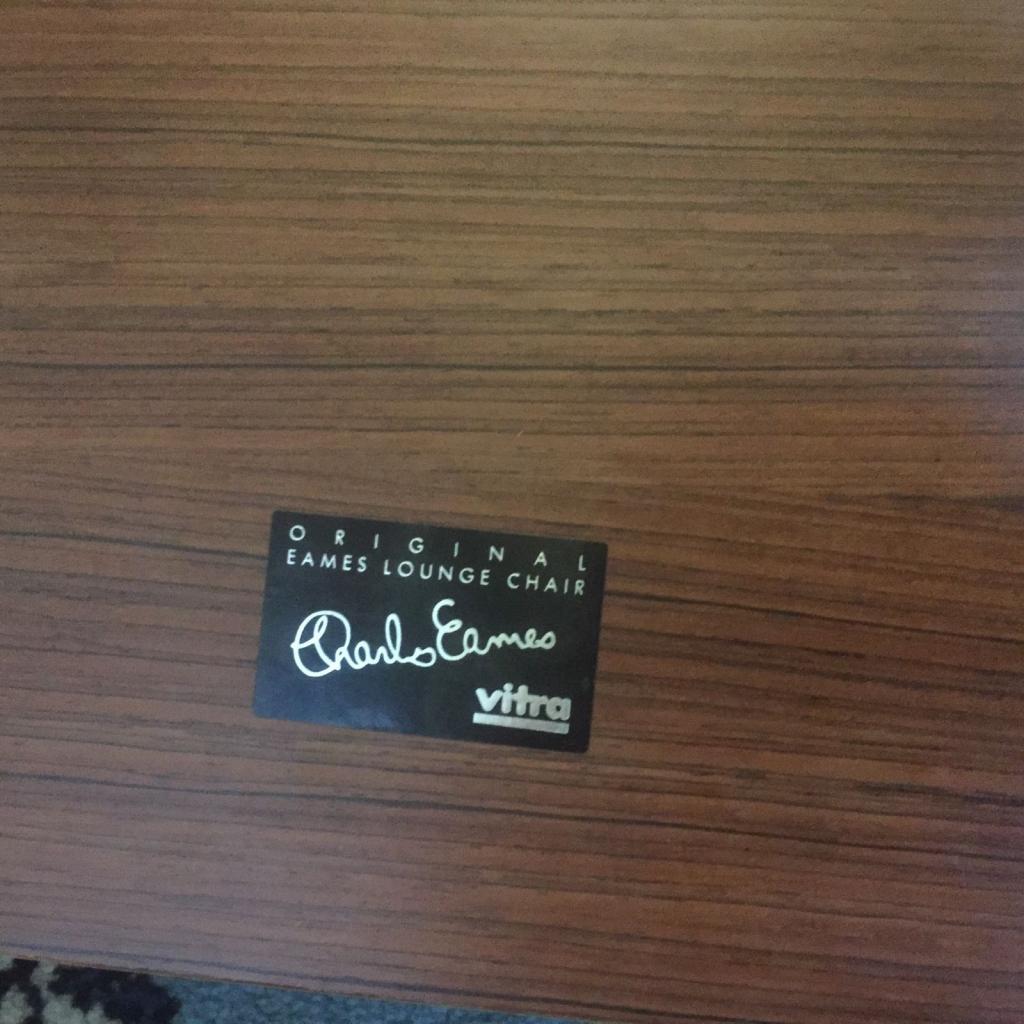 ORIGINAL
EAMES LOUNGE CHAIR
Charles Eames
vitra